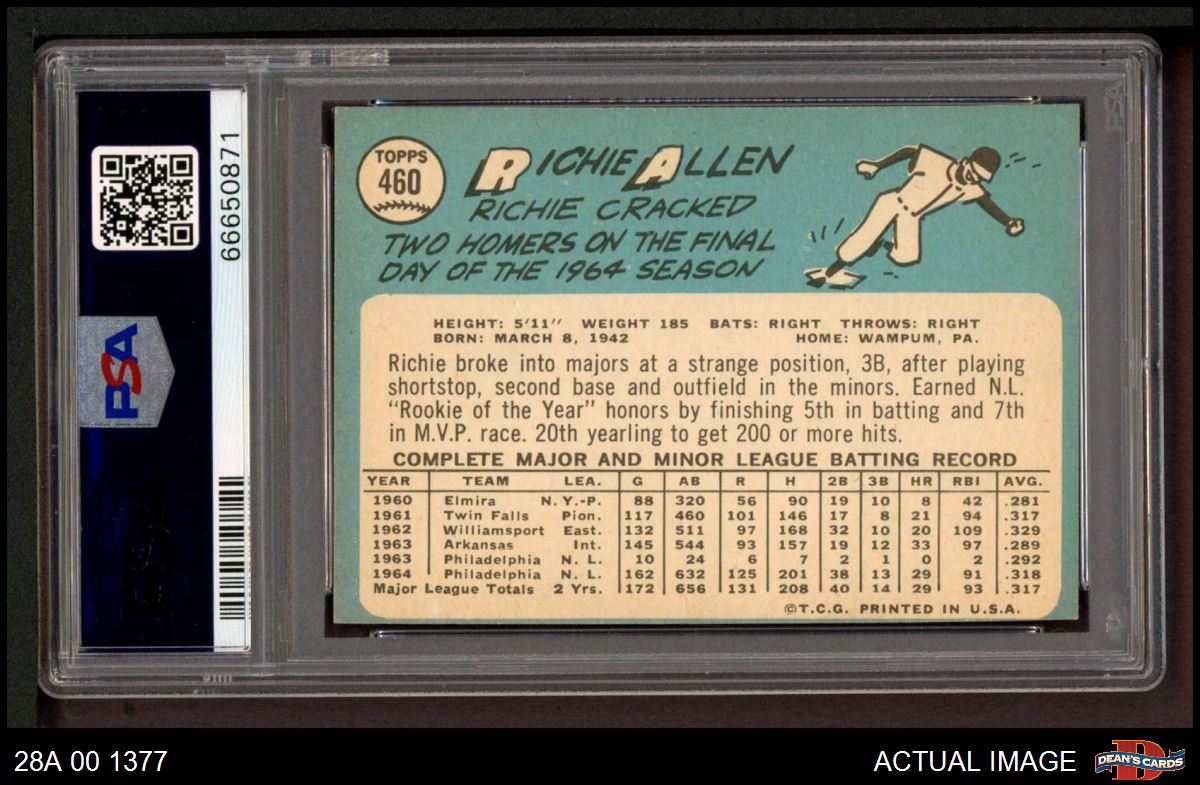 66650871
PSA
TOPPS
460
RICHIE ALLEN
RICHIE CRACKED
TWO HOMERS ON THE FINAL
DAY OF THE 1964 SEASON
HEIGHT: 5'11" WEIGHT 185 BATS: RIGHT THROWS: RIGHT
BORN: MARCH 8, 1942 HOME: WAMPUM, PA.
Richie broke into majors at a strange position, 3B, after playing
shortstop, second base and outfield in the minors. Earned N.L.
"Rookie of the Year" honors by finishing 5th in batting and 7th
in M.V.P. race. 20th yearling to get 200 or more hits.
COMPLETE MAJOR AND MINOR LEAGUE BATTING RECORD
YEAR TEAM LEA. G AB R H 2B 3B HR RBI AVG.
1960 Elmira N.Y.-P. 88 320 56 90 19 10 8 42 .281
1961 Twin Falls Pion. 117 460 101 146 17 8 21 94 .317
1962 Williamsport East. 132 511 97 168 32 10 20 109 .329
1963 Arkansas Int. 145 544 93 157 19 12 33 97 .289
1963 Philadelphia N. L. 10 24 6 7 2 1 0 2 .292
1964 Philadelphia N. L. 162 632 125 201 38 13 29 91 .318
Major League Totals 2 Yrs. 172 656 131 208 40 14 29 93 .317
©T.C.G. PRINTED IN U.S.A.
PSA
28A 00 1377
ACTUAL IMAGE
D
DEAN'S CARDS